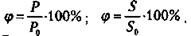 φ = P/P₀ · 100% ; φ = S/S₀ · 100% .